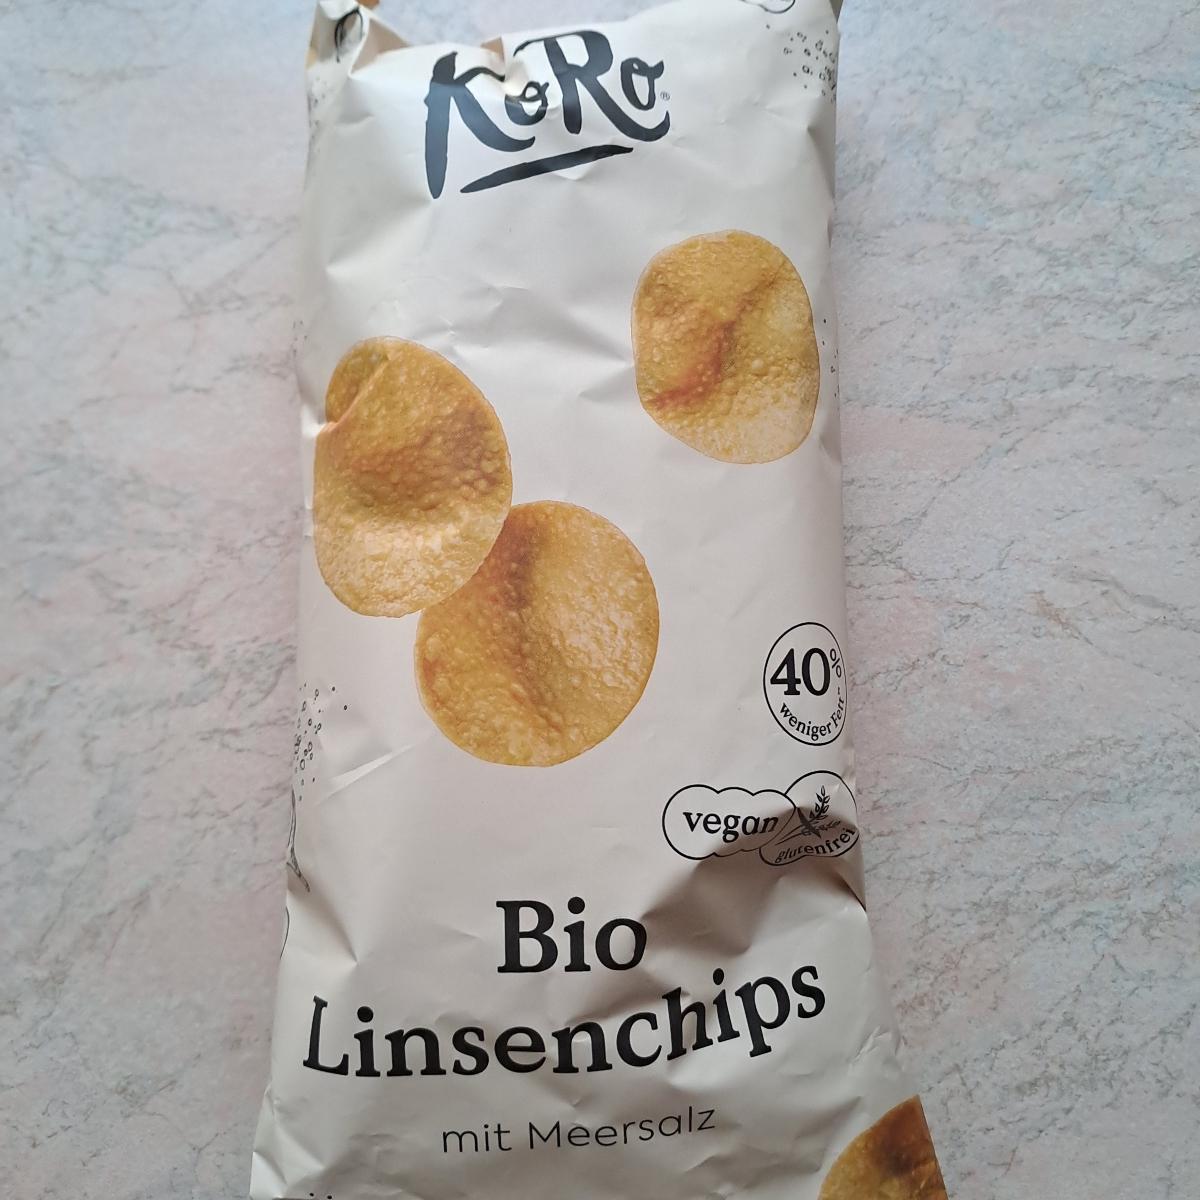 KoRo®
40%
weniger Fett
vegan
glutenfrei
Bio
Linsenchips
mit Meersalz